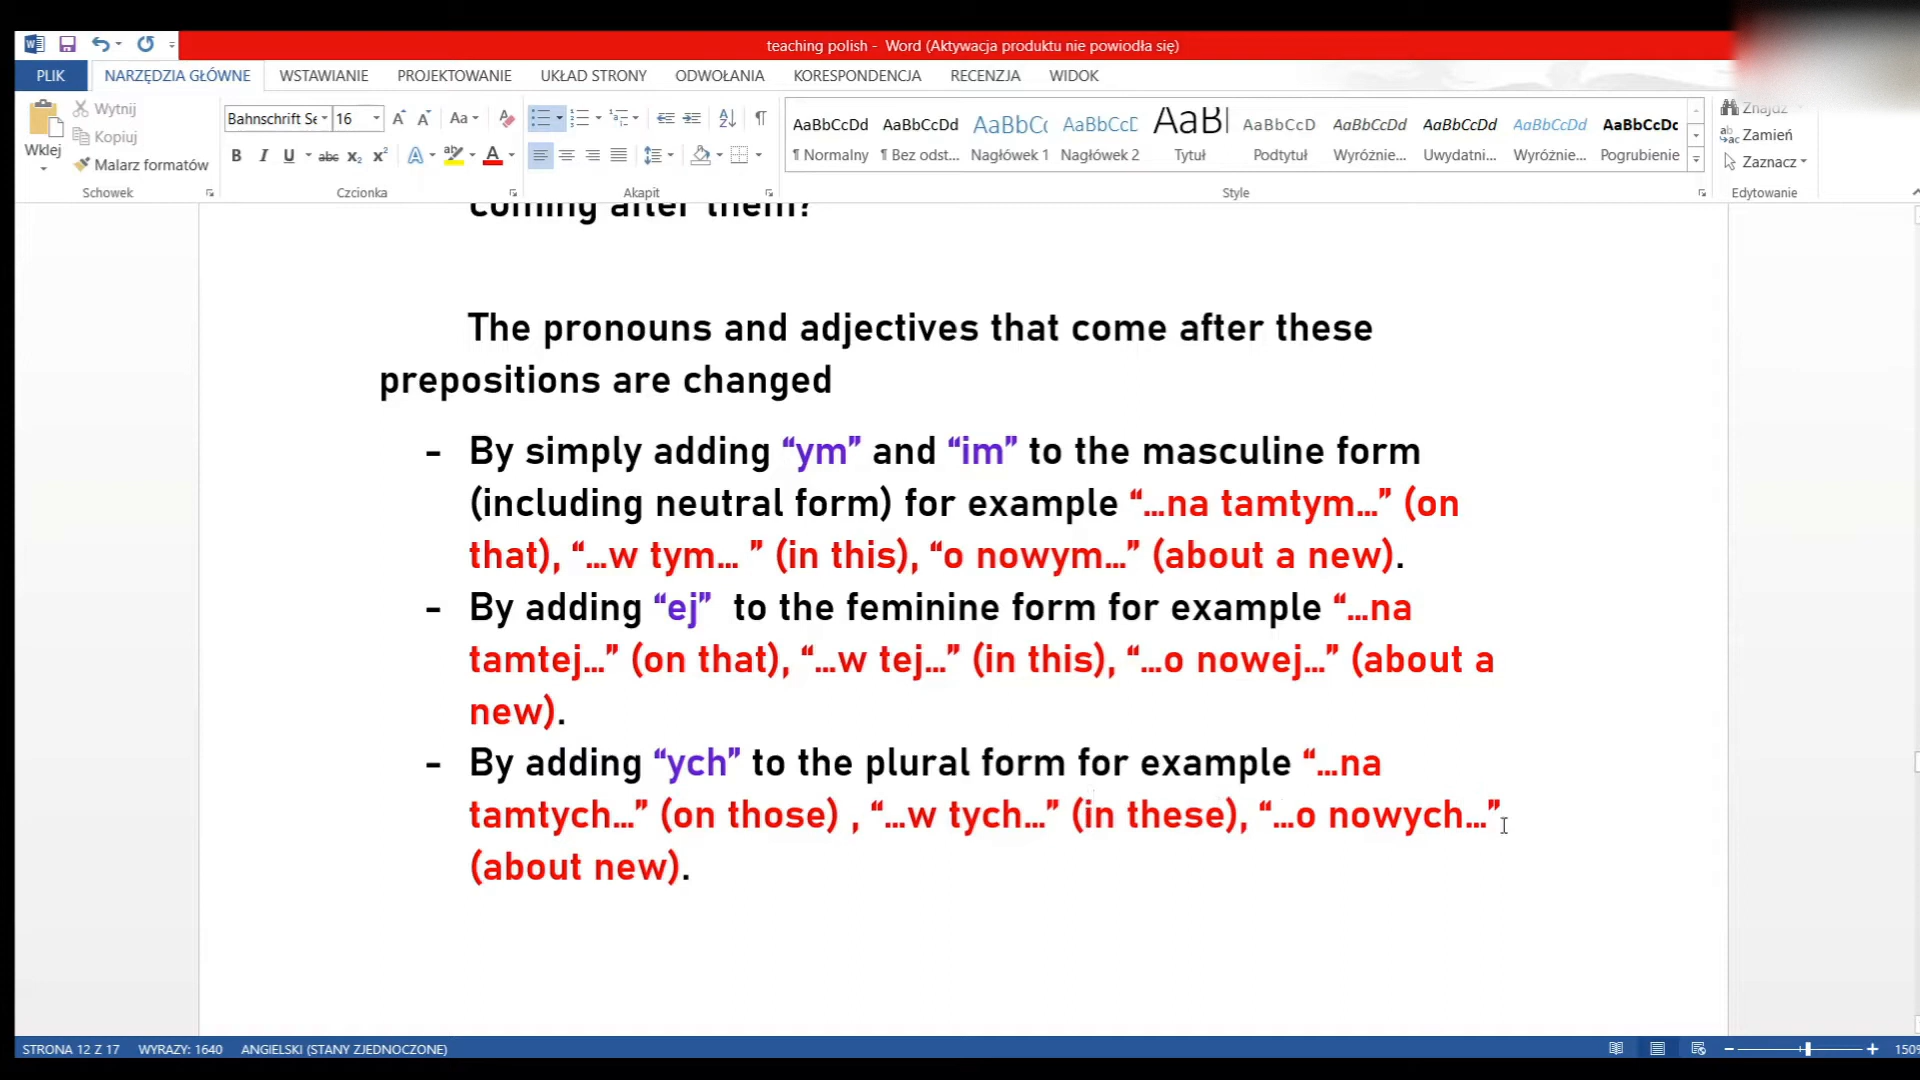 teaching polish - Word (Aktywacja produktu nie powiodła się)
PLIK NARZĘDZIA GŁÓWNE WSTAWIANIE PROJEKTOWANIE UKŁAD STRONY ODWOŁANIA KORESPONDENCJA RECENZJA WIDOK
Wklej
Wytnij
Kopiuj
Malarz formatów
Schowek
Bahnschrift Se 16
Czcionka
Akapit
AaBbCcDd AaBbCcDd AaBbCc AaBbCcD AaB AaBbCcD AaBbCcDd AaBbCcDd AaBbCcDd AaBbCcDc
¶ Normalny ¶ Bez odst... Nagłówek 1 Nagłówek 2 Tytuł Podtytuł Wyróżnie... Uwydatni... Wyróżnie... Pogrubienie
Style
Znajdź
Zamień
Zaznacz
Edytowanie
coming after them?
The pronouns and adjectives that come after these
prepositions are changed
- By simply adding “ym” and “im” to the masculine form
(including neutral form) for example “...na tamtym...” (on
that), “...w tym... ” (in this), “o nowym...” (about a new).
- By adding “ej”  to the feminine form for example “...na
tamtej...” (on that), “...w tej...” (in this), “...o nowej...” (about a
new).
- By adding “ych” to the plural form for example “...na
tamtych...” (on those) , “...w tych...” (in these), “...o nowych...”
(about new).
STRONA 12 Z 17 WYRAZY: 1640 ANGIELSKI (STANY ZJEDNOCZONE)
150%